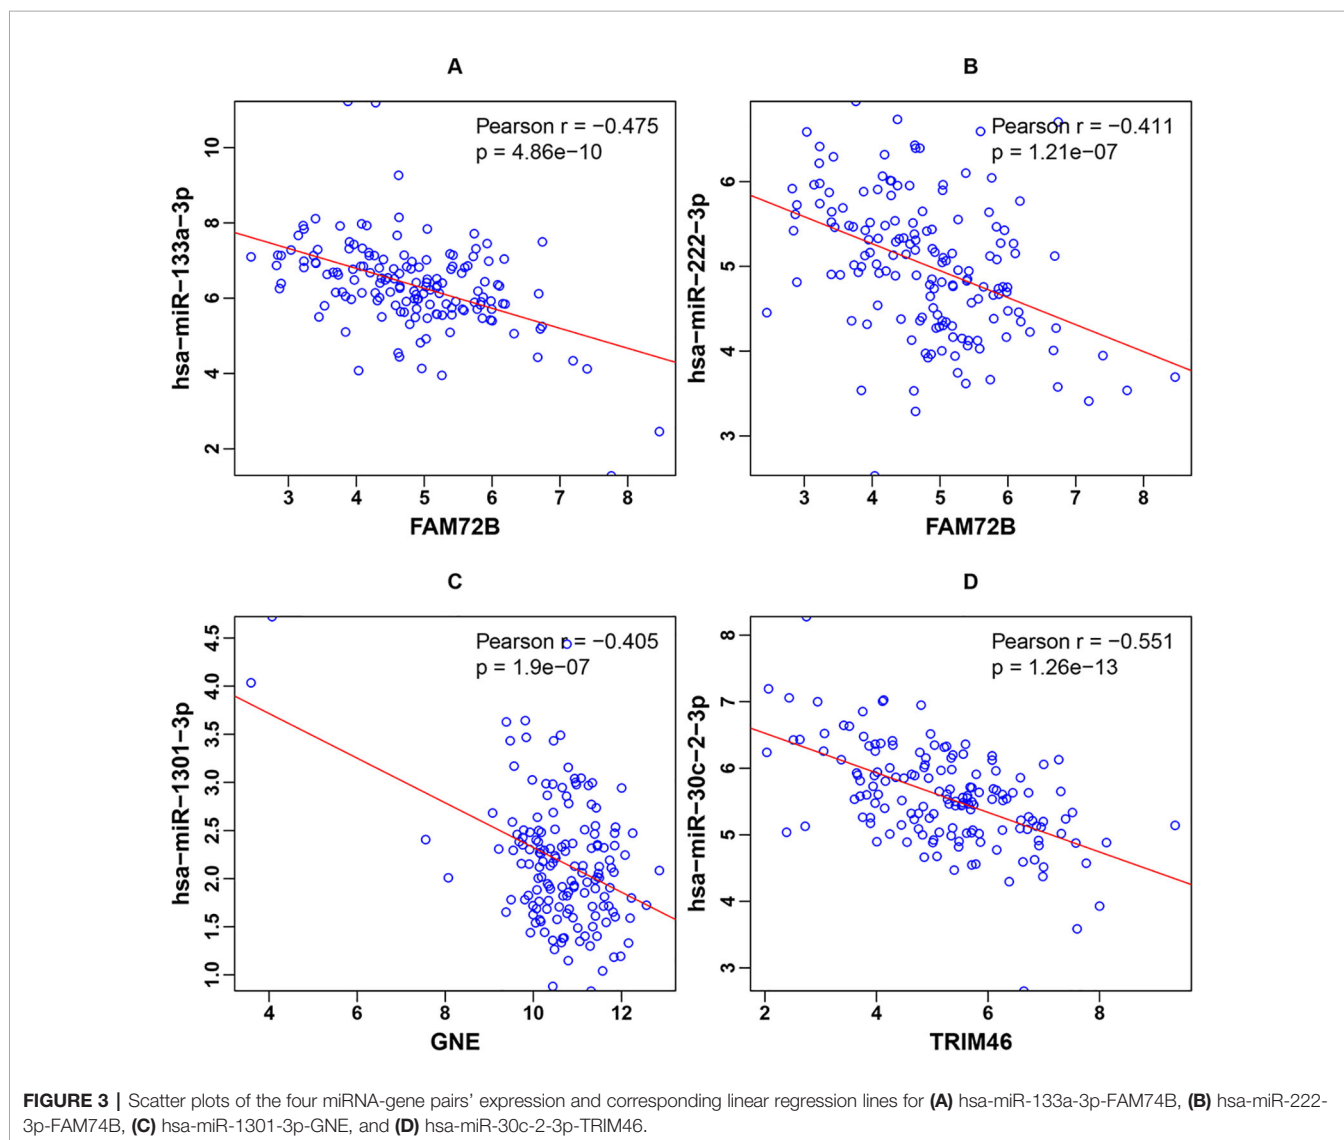 A
Pearson r = −0.475
p = 4.86e−10
hsa−miR−133a−3p
10
8
6
4
2
3 4 5 6 7 8
FAM72B
B
Pearson r = −0.411
p = 1.21e−07
hsa−miR−222−3p
6
5
4
3
3 4 5 6 7 8
FAM72B
C
Pearson r = −0.405
p = 1.9e−07
hsa−miR−1301−3p
4.5
4.0
3.5
3.0
2.5
2.0
1.5
1.0
4 6 8 10 12
GNE
D
Pearson r = −0.551
p = 1.26e−13
hsa−miR−30c−2−3p
8
7
6
5
4
3
2 4 6 8
TRIM46
FIGURE 3 | Scatter plots of the four miRNA-gene pairs’ expression and corresponding linear regression lines for (A) hsa-miR-133a-3p-FAM74B, (B) hsa-miR-222-
3p-FAM74B, (C) hsa-miR-1301-3p-GNE, and (D) hsa-miR-30c-2-3p-TRIM46.